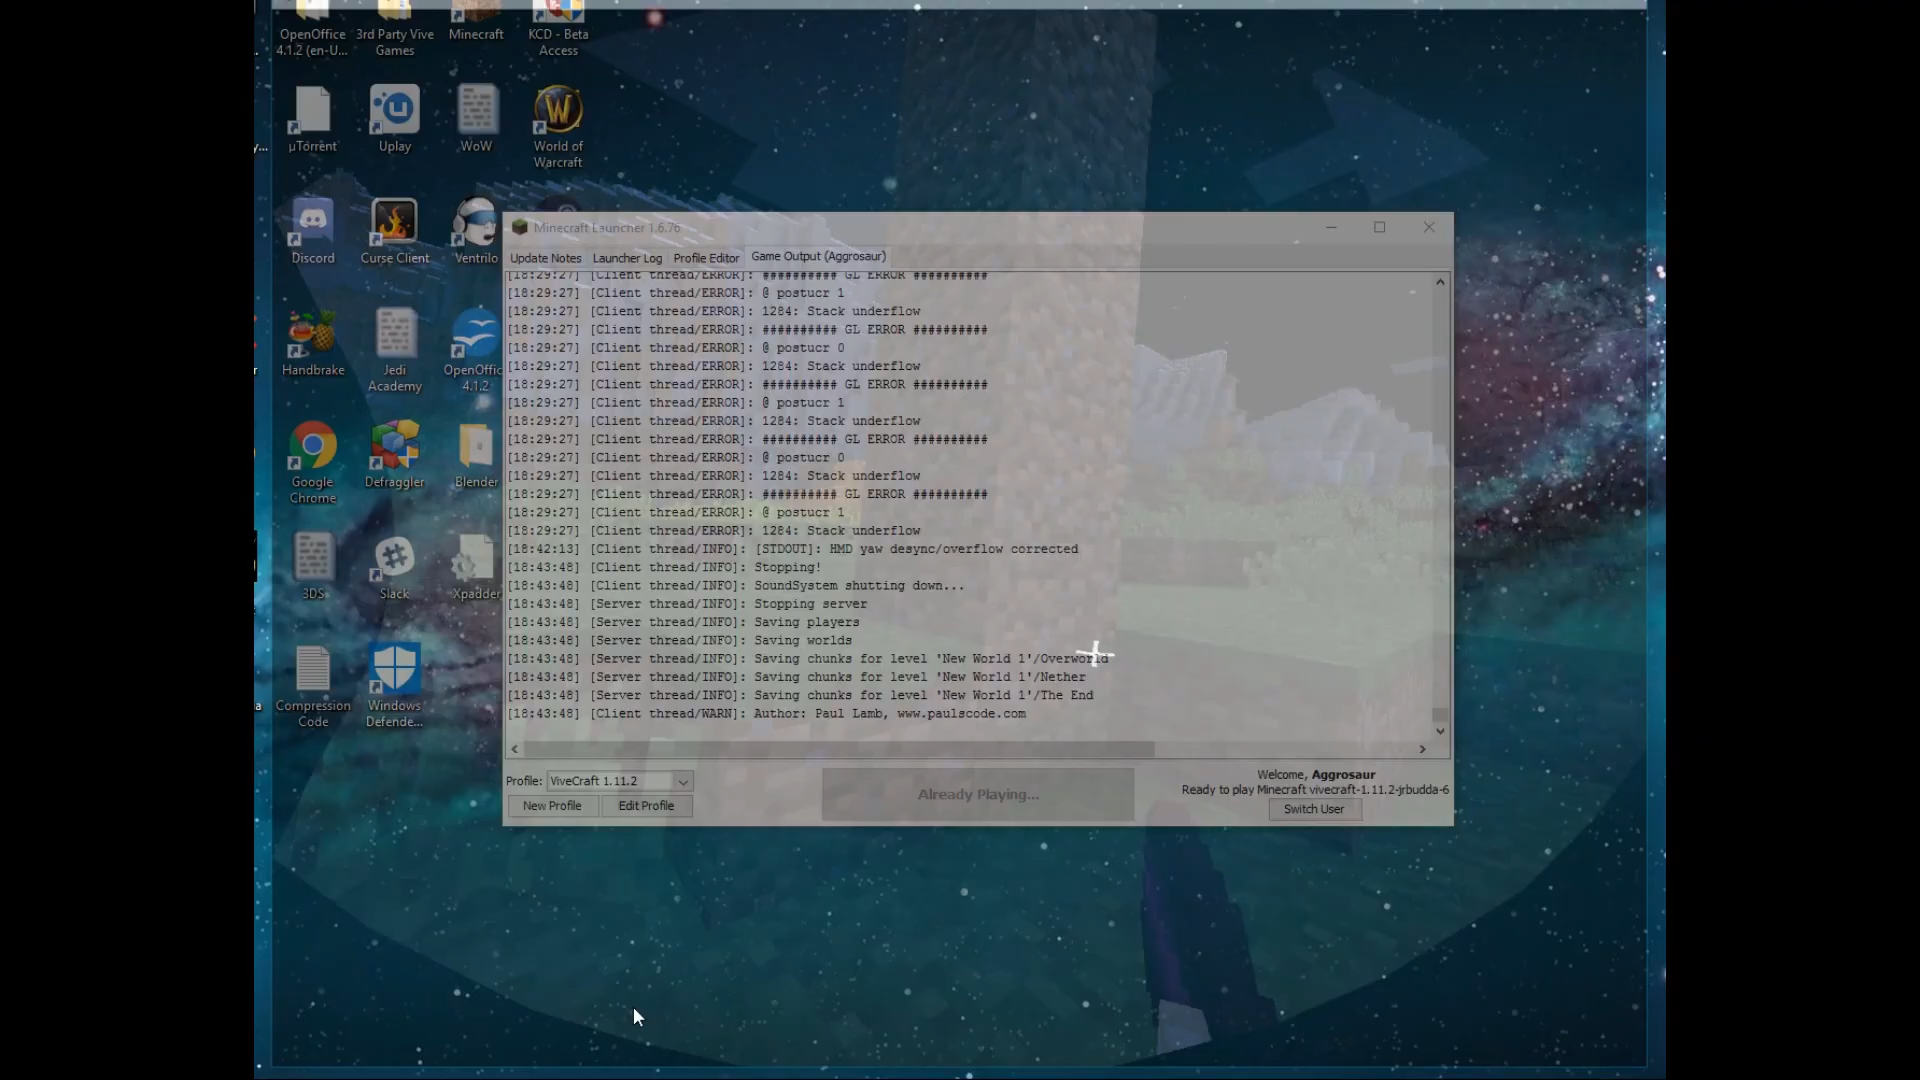 OpenOffice
4.1.2 (en-U...
3rd Party Vive
Games
Minecraft
KCD - Beta
Access
y...
µTorrent
Uplay
WoW
World of
Warcraft
Discord
Curse Client
Ventrilo
Handbrake
Jedi
Academy
OpenOffic
4.1.2
Google
Chrome
Defraggler
Blender
3DS
Slack
Xpadder
a
Compression
Code
Windows
Defende...
Minecraft Launcher 1.6.76
Update Notes
Launcher Log
Profile Editor
Game Output (Aggrosaur)
[18:29:27] [Client thread/ERROR]: ########## GL ERROR ##########
[18:29:27] [Client thread/ERROR]: @ postucr 1
[18:29:27] [Client thread/ERROR]: 1284: Stack underflow
[18:29:27] [Client thread/ERROR]: ########## GL ERROR ##########
[18:29:27] [Client thread/ERROR]: @ postucr 0
[18:29:27] [Client thread/ERROR]: 1284: Stack underflow
[18:29:27] [Client thread/ERROR]: ########## GL ERROR ##########
[18:29:27] [Client thread/ERROR]: @ postucr 1
[18:29:27] [Client thread/ERROR]: 1284: Stack underflow
[18:29:27] [Client thread/ERROR]: ########## GL ERROR ##########
[18:29:27] [Client thread/ERROR]: @ postucr 0
[18:29:27] [Client thread/ERROR]: 1284: Stack underflow
[18:29:27] [Client thread/ERROR]: ########## GL ERROR ##########
[18:29:27] [Client thread/ERROR]: @ postucr 1
[18:29:27] [Client thread/ERROR]: 1284: Stack underflow
[18:42:13] [Client thread/INFO]: [STDOUT]: HMD yaw desync/overflow corrected
[18:43:48] [Client thread/INFO]: Stopping!
[18:43:48] [Client thread/INFO]: SoundSystem shutting down...
[18:43:48] [Server thread/INFO]: Stopping server
[18:43:48] [Server thread/INFO]: Saving players
[18:43:48] [Server thread/INFO]: Saving worlds
[18:43:48] [Server thread/INFO]: Saving chunks for level 'New World 1'/Overworld
[18:43:48] [Server thread/INFO]: Saving chunks for level 'New World 1'/Nether
[18:43:48] [Server thread/INFO]: Saving chunks for level 'New World 1'/The End
[18:43:48] [Client thread/WARN]: Author: Paul Lamb, www.paulscode.com
Profile: ViveCraft 1.11.2
New Profile
Edit Profile
Already Playing...
Welcome, Aggrosaur
Ready to play Minecraft vivecraft-1.11.2-jrbudda-6
Switch User